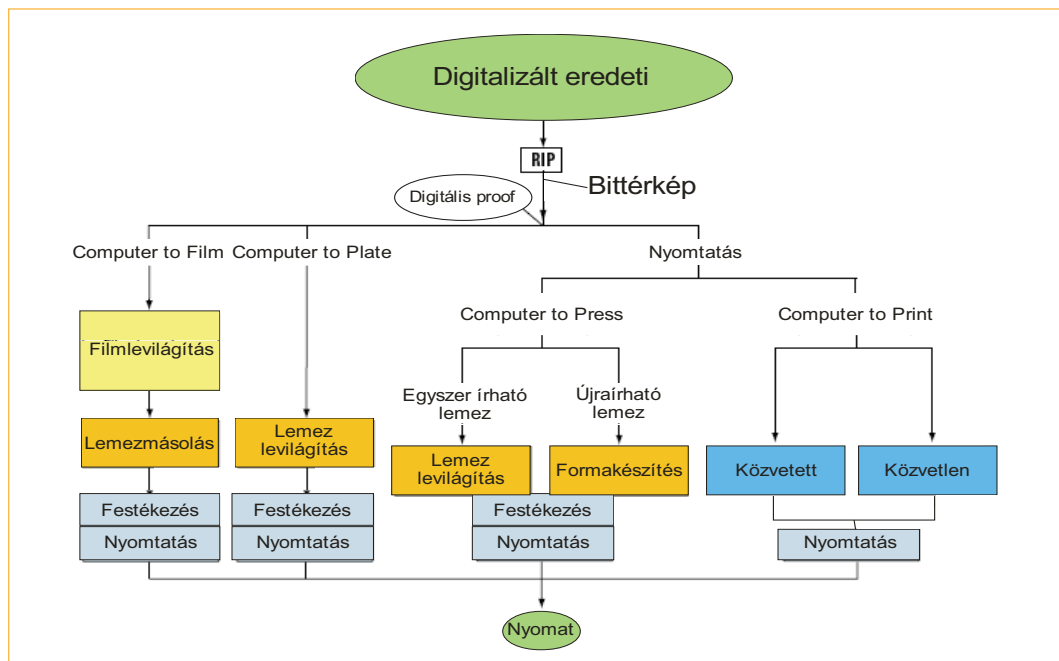 Digitalizált eredeti
RIP
Bittérkép
Digitális proof
Computer to Film
Computer to Plate
Nyomtatás
Computer to Press
Computer to Print
Filmlevilágítás
Egyszer írható
lemez
Újraírható
lemez
Lemezmásolás
Lemez
levilágítás
Lemez
levilágítás
Formakészítés
Közvetett
Közvetlen
Festékezés
Festékezés
Festékezés
Nyomtatás
Nyomtatás
Nyomtatás
Nyomtatás
Nyomat